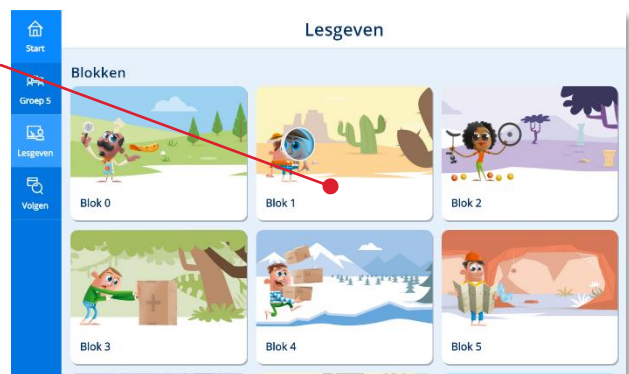 Lesgeven
Start
Groep 5
Lesgeven
Volgen
Blokken
Blok 0
Blok 1
Blok 2
Blok 3
Blok 4
Blok 5